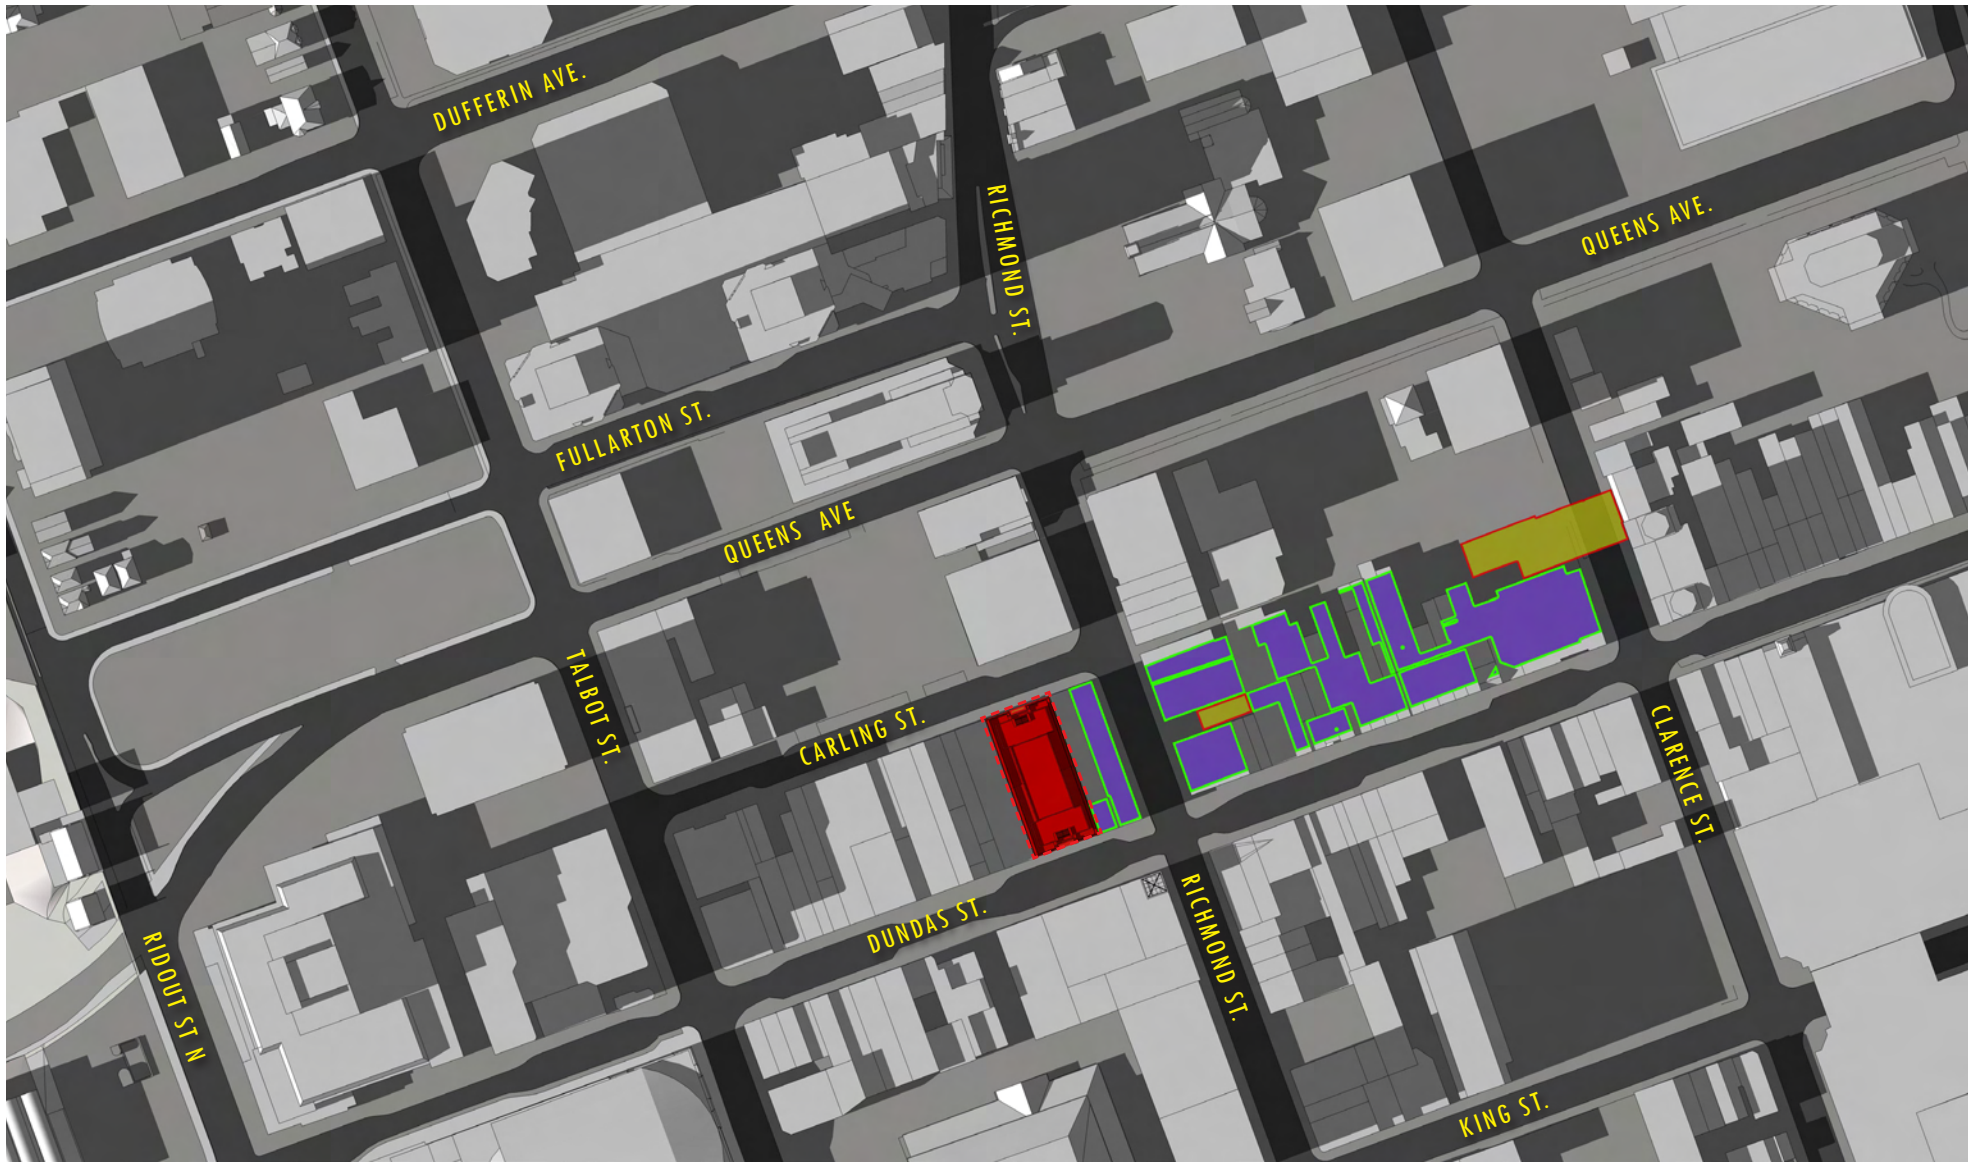 DUFFERIN AVE.
RICHMOND ST.
QUEENS AVE.
FULLARTON ST.
QUEENS AVE
TALBOT ST.
CARLING ST.
CLARENCE ST.
DUNDAS ST.
RICHMOND ST.
RIDOUT ST N
KING ST.